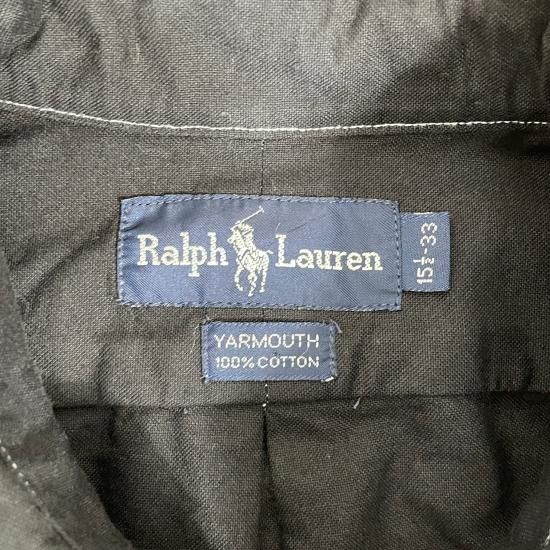 Ralph Lauren
15½-33
YARMOUTH
100% COTTON